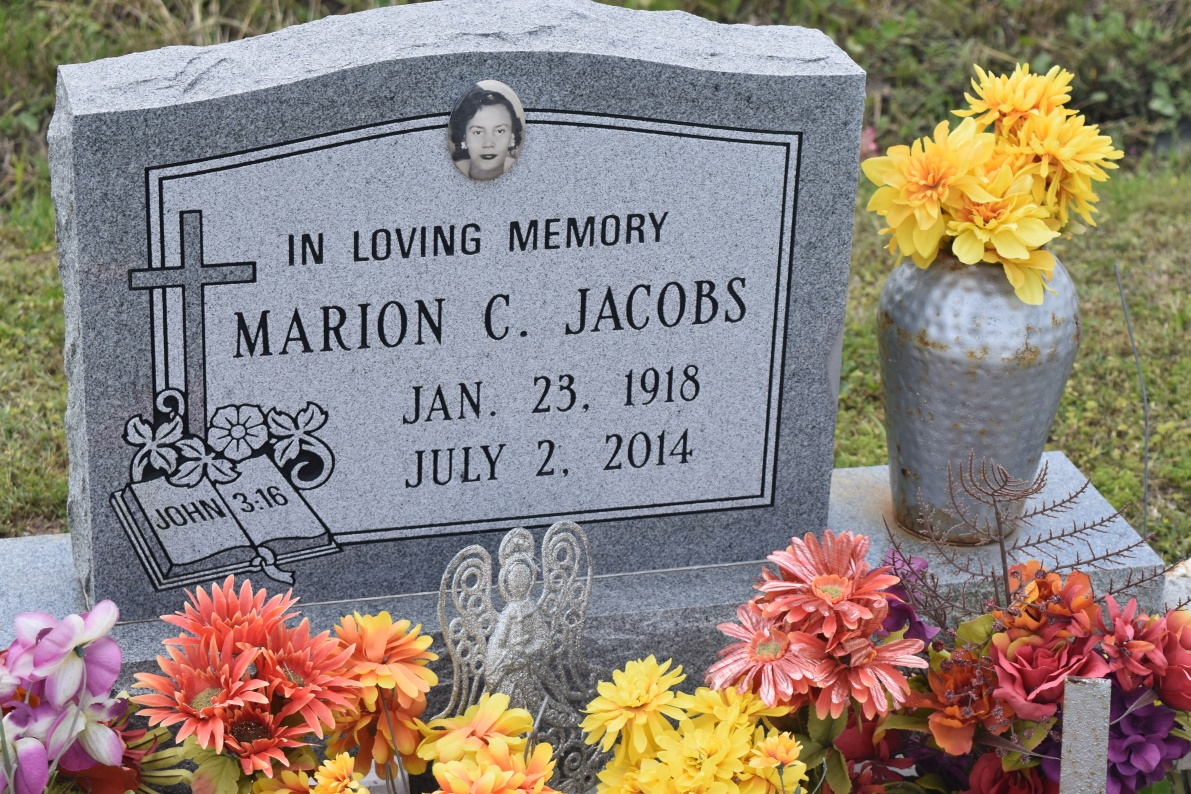 IN LOVING MEMORY
MARION C. JACOBS
JAN. 23, 1918
JULY 2, 2014
JOHN 3:16